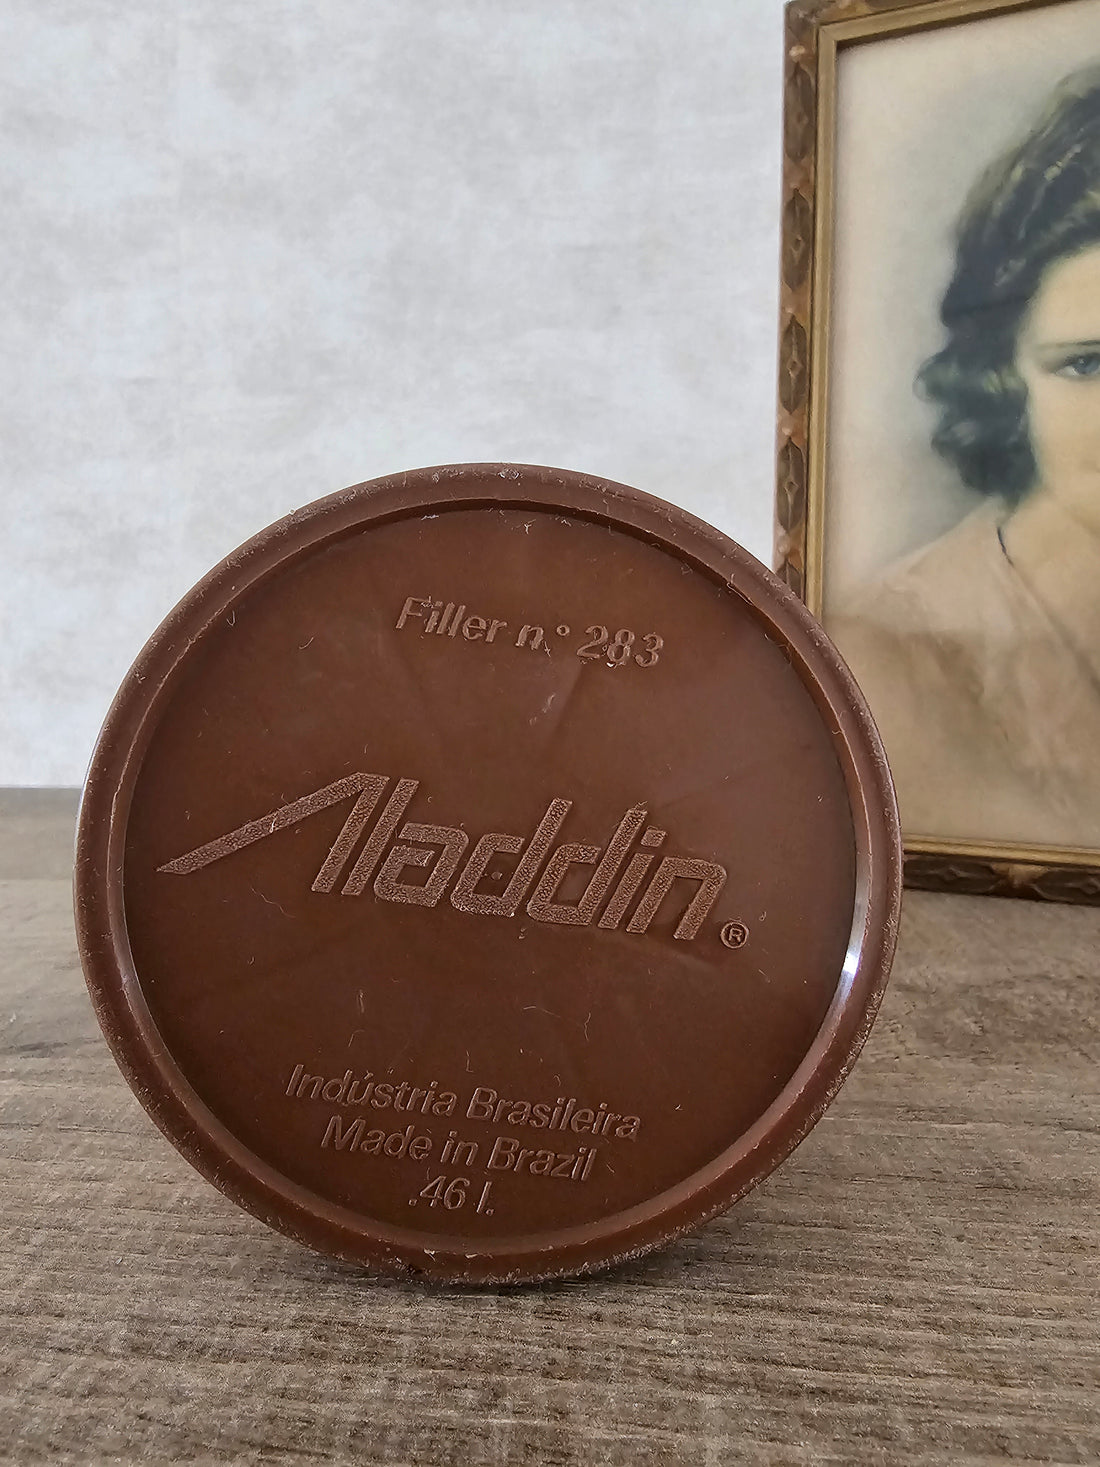 Filler n.º 283
Aladdin®
Indústria Brasileira
Made in Brazil
.46 l.